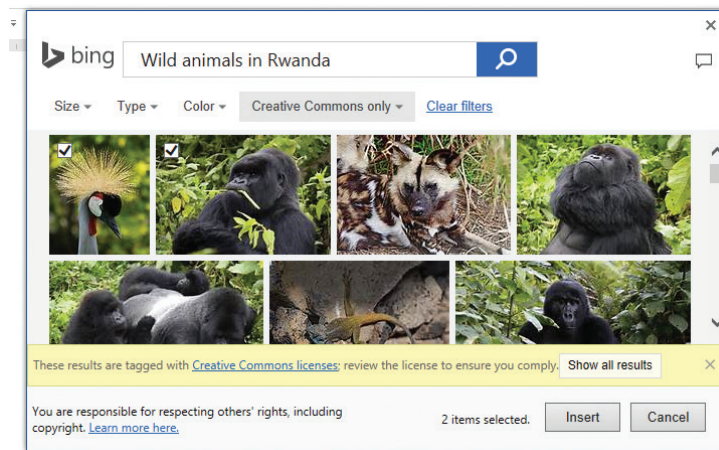 bing
Wild animals in Rwanda
Size Type Color Creative Commons only Clear filters
These results are tagged with Creative Commons licenses; review the license to ensure you comply. Show all results
You are responsible for respecting others' rights, including
copyright. Learn more here.
2 items selected. Insert Cancel